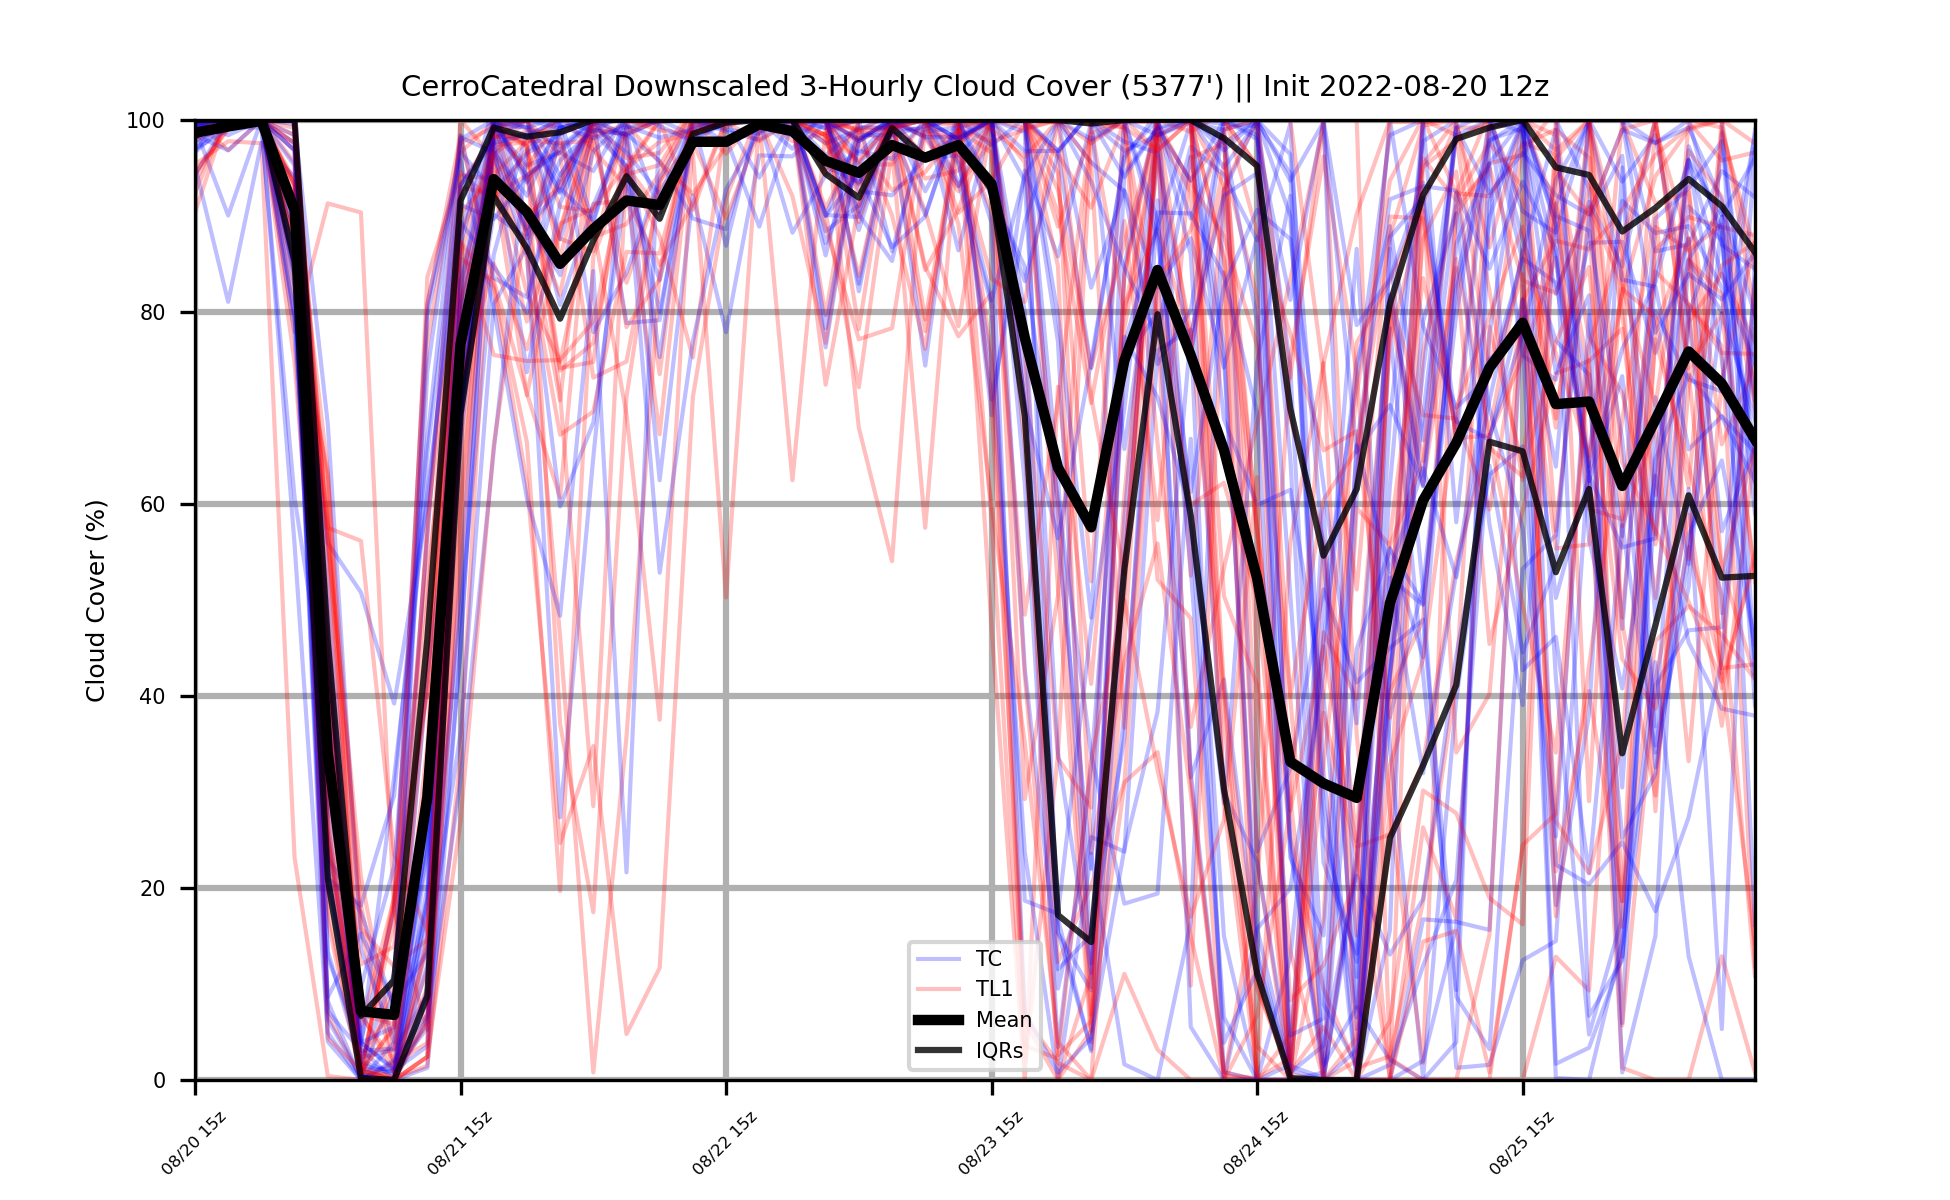 CerroCatedral Downscaled 3-Hourly Cloud Cover (5377') || Init 2022-08-20 12z
Cloud Cover (%)
100
80
60
40
20
0
TC
TL1
Mean
IQRs
08/20 15z
08/21 15z
08/22 15z
08/23 15z
08/24 15z
08/25 15z